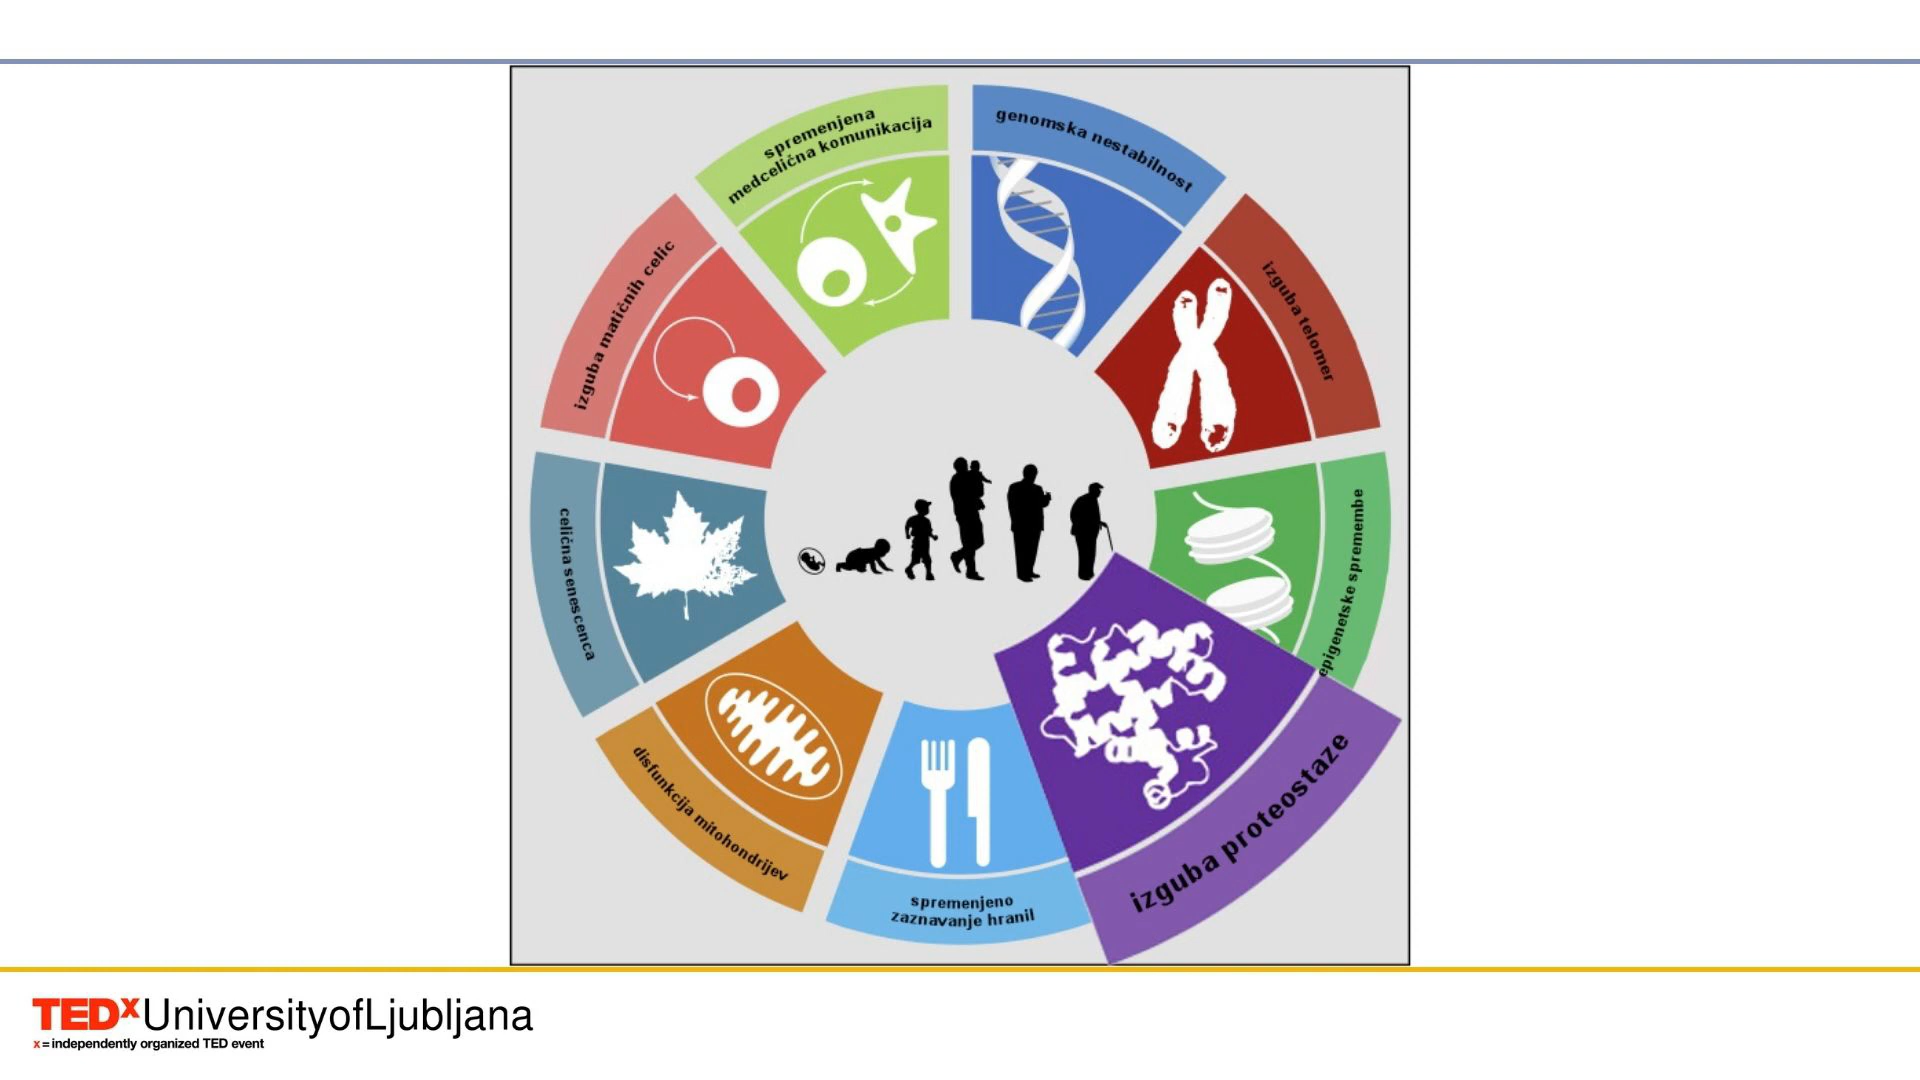 spremenjena
medcelična komunikacija
genomska nestabilnost
izguba telomer
epigenetske spremembe
izguba proteostaze
spremenjeno
zaznavanje hranil
disfunkcija mitohondrijev
celična senescenca
izguba matičnih celic
TEDxUniversityofLjubljana
x = independently organized TED event